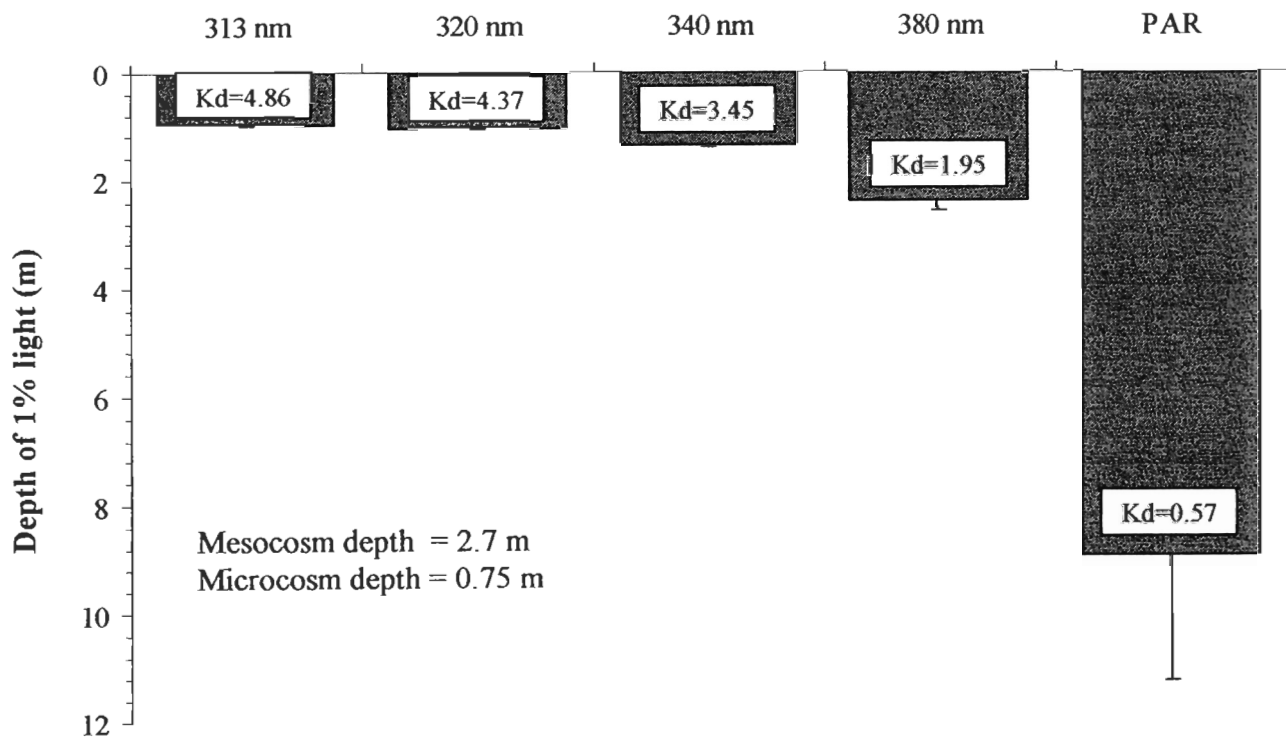 313 nm 320 nm 340 nm 380 nm PAR
0
Kd=4.86 Kd=4.37 Kd=3.45 Kd=1.95 Kd=0.57
2
4
6
8
10
12
Depth of 1% light (m)
Mesocosm depth = 2.7 m
Microcosm depth = 0.75 m